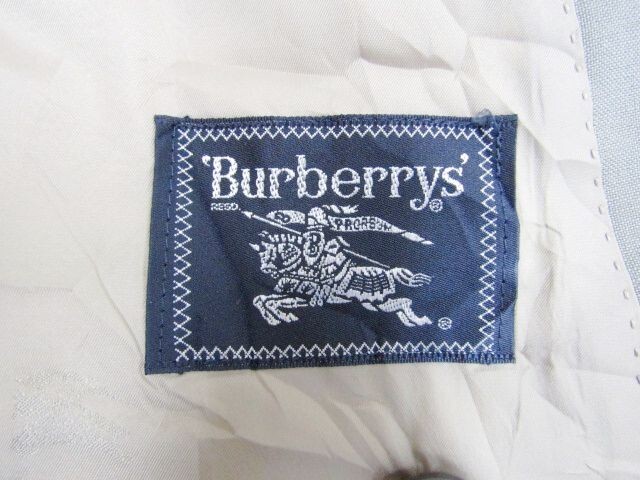 'Burberrys'
REGD. ®
PRORSUM
®